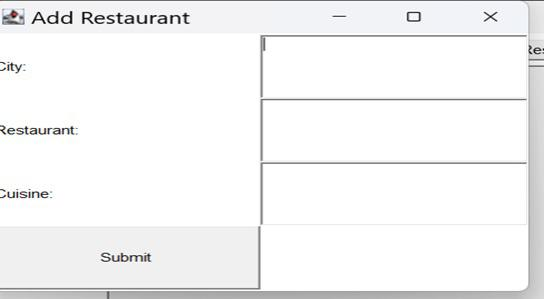 Add Restaurant
City:
Restaurant:
Cuisine:
Submit